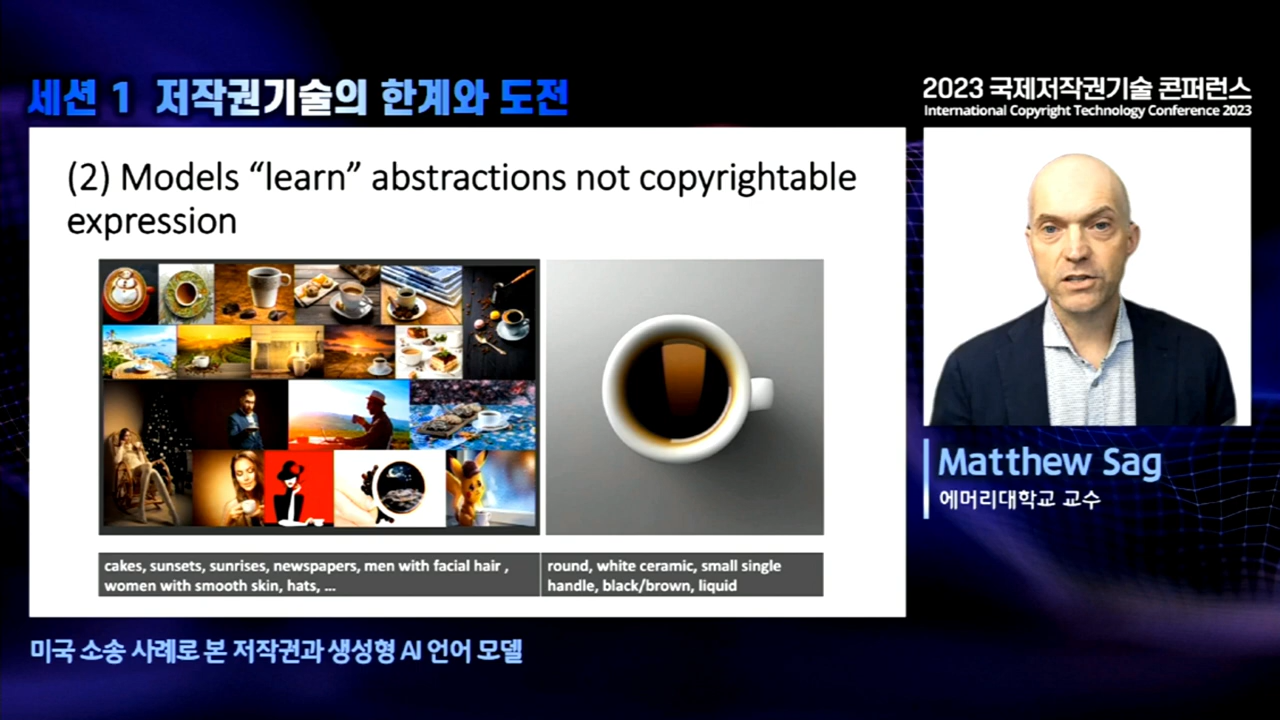 세션 1 저작권기술의 한계와 도전
2023 국제저작권기술 콘퍼런스
International Copyright Technology Conference 2023
(2) Models “learn” abstractions not copyrightable
expression
cakes, sunsets, sunrises, newspapers, men with facial hair ,
women with smooth skin, hats, ...
round, white ceramic, small single
handle, black/brown, liquid
Matthew Sag
에머리대학교 교수
미국 소송 사례로 본 저작권과 생성형 AI 언어 모델